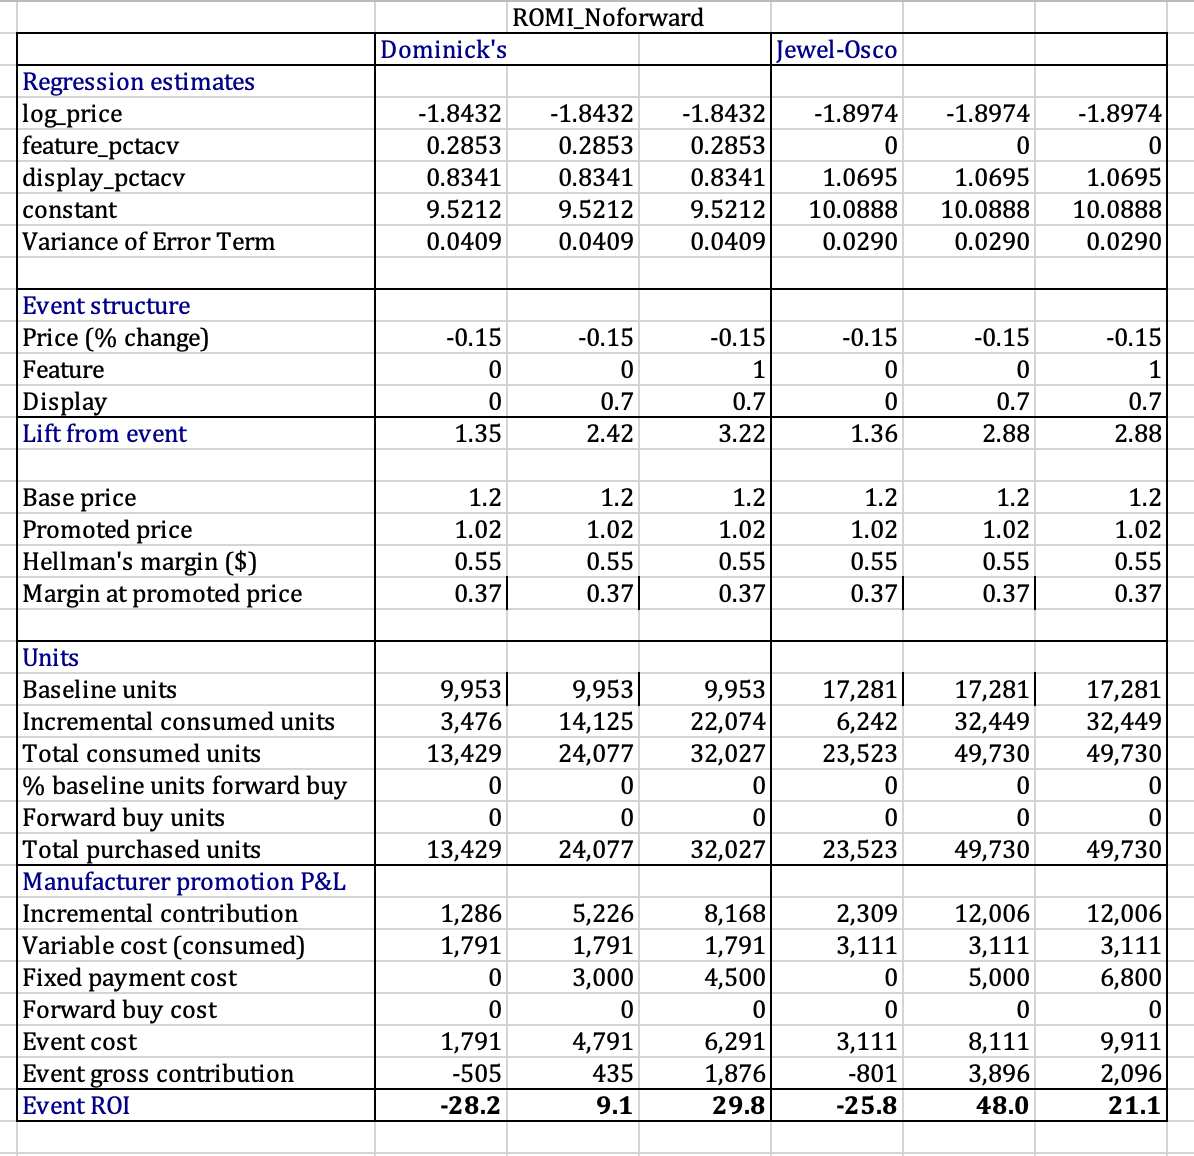 ROMI_Noforward
Dominick's Jewel-Osco
Regression estimates
log_price -1.8432 -1.8432 -1.8432 -1.8974 -1.8974 -1.8974
feature_pctacv 0.2853 0.2853 0.2853 0 0 0
display_pctacv 0.8341 0.8341 0.8341 1.0695 1.0695 1.0695
constant 9.5212 9.5212 9.5212 10.0888 10.0888 10.0888
Variance of Error Term 0.0409 0.0409 0.0409 0.0290 0.0290 0.0290
Event structure
Price (% change) -0.15 -0.15 -0.15 -0.15 -0.15 -0.15
Feature 0 0 1 0 0 1
Display 0 0.7 0.7 0 0.7 0.7
Lift from event 1.35 2.42 3.22 1.36 2.88 2.88
Base price 1.2 1.2 1.2 1.2 1.2 1.2
Promoted price 1.02 1.02 1.02 1.02 1.02 1.02
Hellman's margin ($) 0.55 0.55 0.55 0.55 0.55 0.55
Margin at promoted price 0.37 0.37 0.37 0.37 0.37 0.37
Units
Baseline units 9,953 9,953 9,953 17,281 17,281 17,281
Incremental consumed units 3,476 14,125 22,074 6,242 32,449 32,449
Total consumed units 13,429 24,077 32,027 23,523 49,730 49,730
% baseline units forward buy 0 0 0 0 0 0
Forward buy units 0 0 0 0 0 0
Total purchased units 13,429 24,077 32,027 23,523 49,730 49,730
Manufacturer promotion P&L
Incremental contribution 1,286 5,226 8,168 2,309 12,006 12,006
Variable cost (consumed) 1,791 1,791 1,791 3,111 3,111 3,111
Fixed payment cost 0 3,000 4,500 0 5,000 6,800
Forward buy cost 0 0 0 0 0 0
Event cost 1,791 4,791 6,291 3,111 8,111 9,911
Event gross contribution -505 435 1,876 -801 3,896 2,096
Event ROI -28.2 9.1 29.8 -25.8 48.0 21.1